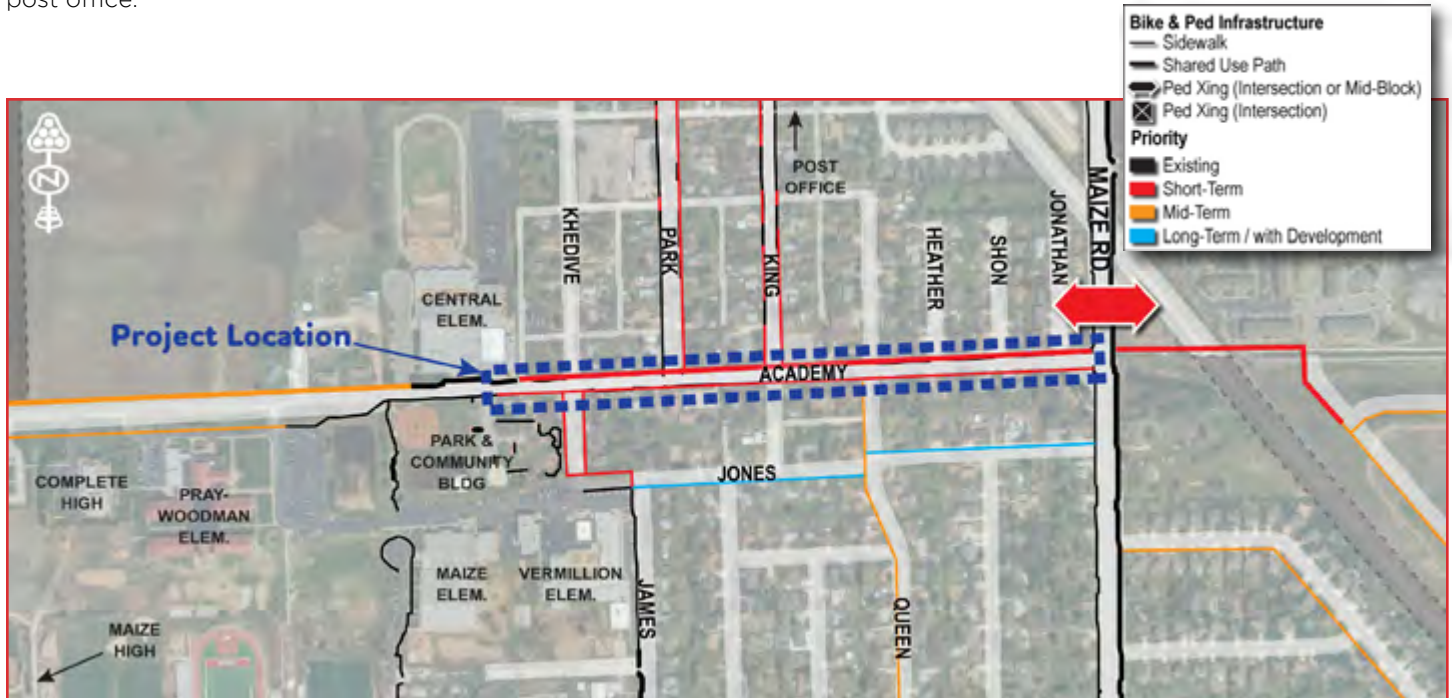 post office.
Bike & Ped Infrastructure
Sidewalk
Shared Use Path
Ped Xing (Intersection or Mid-Block)
Ped Xing (Intersection)
Priority
Existing
Short-Term
Mid-Term
Long-Term / with Development
N
POST
OFFICE
KHEDIVE
PARK
KING
HEATHER
SHON
JONATHAN
MAIZE RD
CENTRAL
ELEM.
Project Location
ACADEMY
PARK &
COMMUNITY
BLDG
JONES
COMPLETE
HIGH
PRAY-
WOODMAN
ELEM.
MAIZE
ELEM.
VERMILLION
ELEM.
JAMES
QUEEN
MAIZE
HIGH